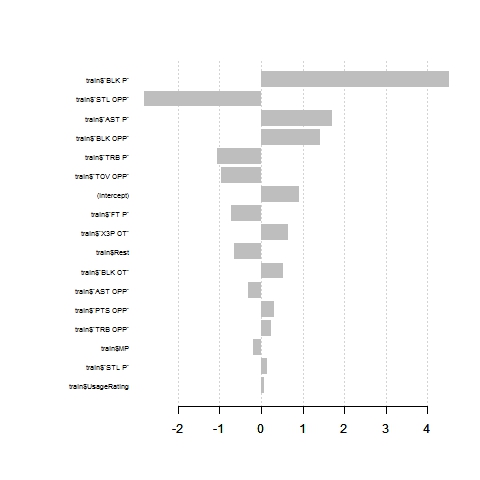 train$`BLK P`
train$`STL OPP`
train$`AST P`
train$`BLK OPP`
train$`TRB P`
train$`TOV OPP`
(Intercept)
train$`FT P`
train$`X3P OT`
train$Rest
train$`BLK OT`
train$`AST OPP`
train$`PTS OPP`
train$`TRB OPP`
train$MP
train$`STL P`
train$UsageRating
-2 -1 0 1 2 3 4